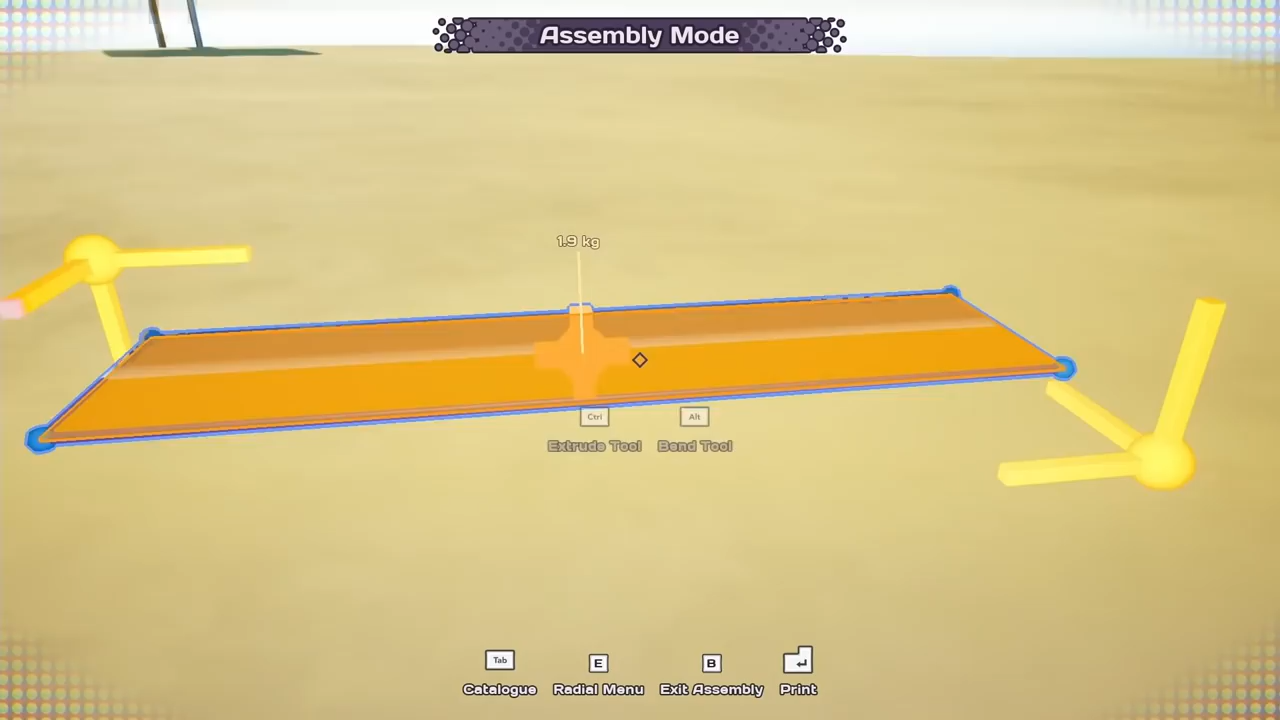 Assembly Mode
1.9 kg
Ctrl Alt
Extrude Tool Bend Tool
Tab E B
Catalogue Radial Menu Exit Assembly Print